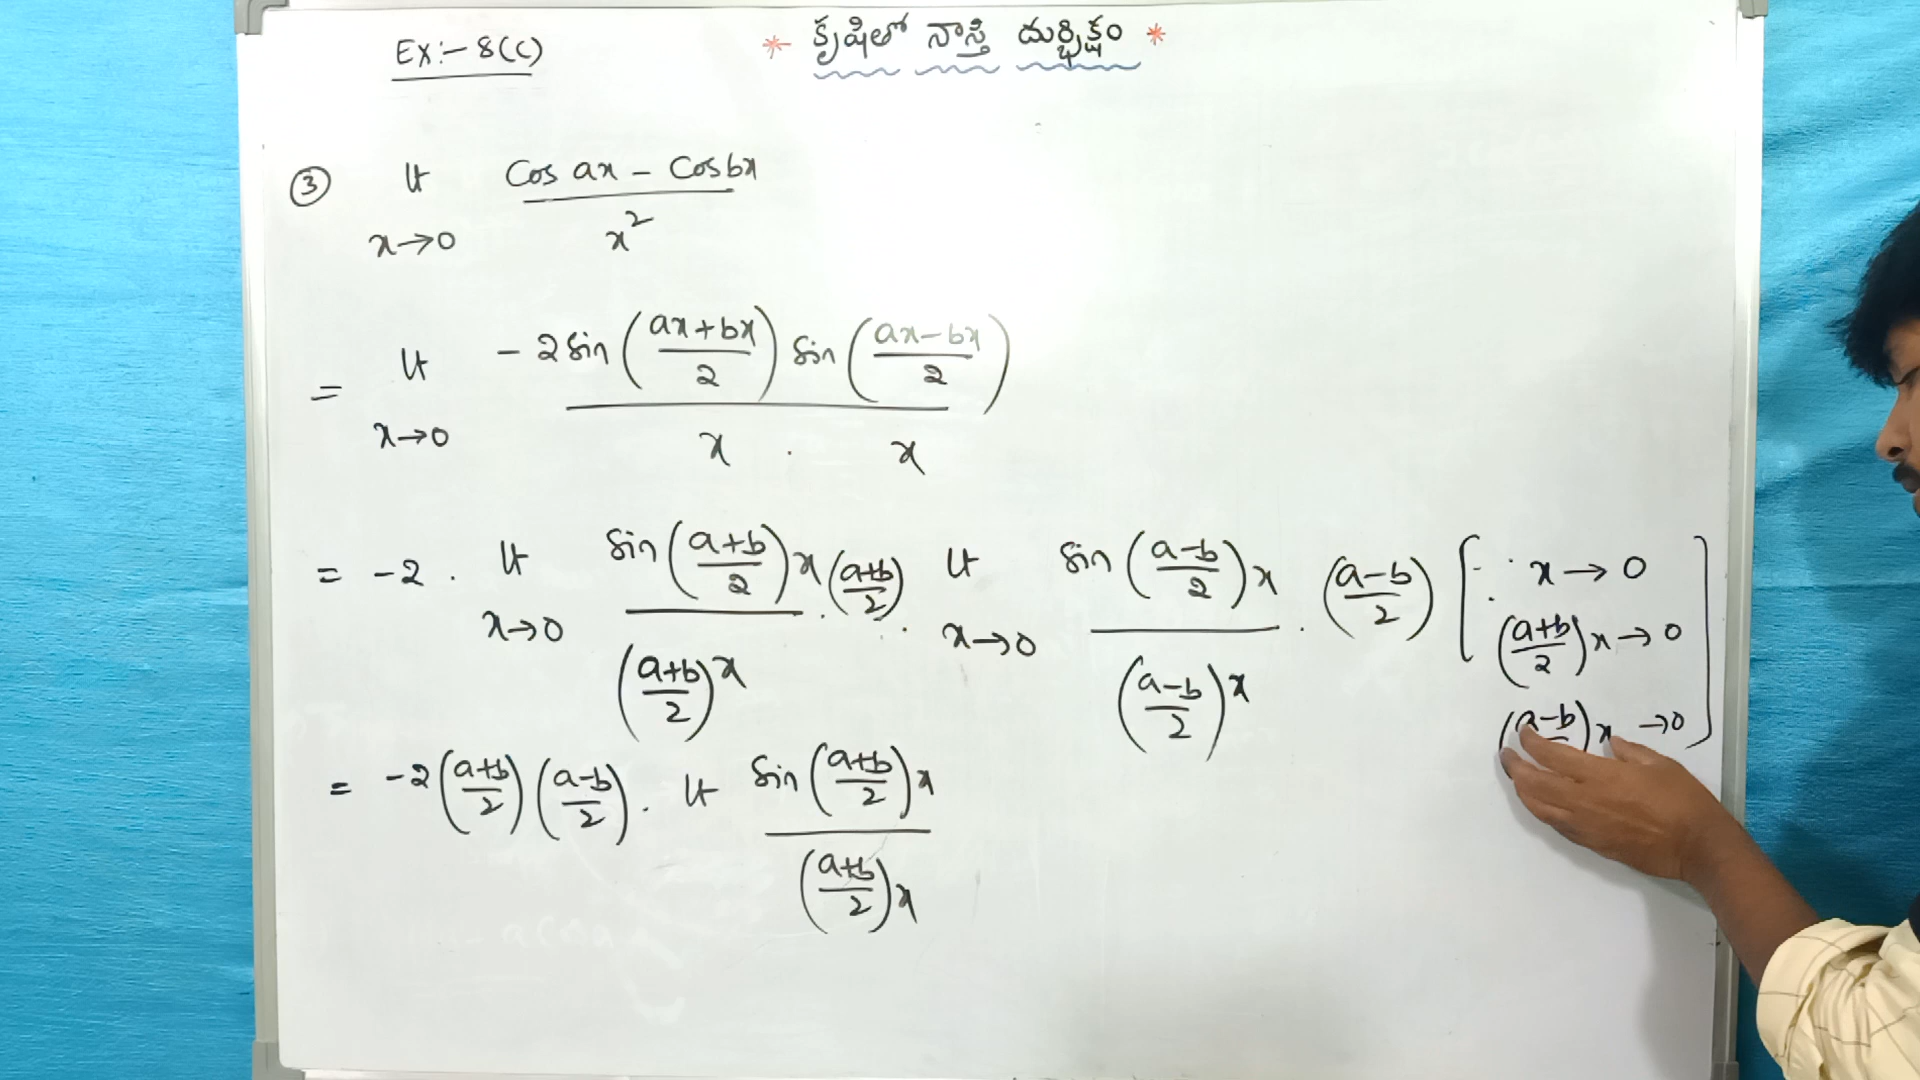 Ex:- 8(c)
* కృషితో నాస్తి దుర్భిక్షం *
③ Lt x→0 (Cos ax - Cos bx) / x²
= Lt x→0 (-2 Sin((ax+bx)/2) Sin((ax-bx)/2)) / (x . x)
= -2 . Lt x→0 (Sin((a+b)/2)x) / (((a+b)/2)x) . ((a+b)/2) . Lt x→0 (Sin((a-b)/2)x) / (((a-b)/2)x) . ((a-b)/2) [∵ x→0
((a+b)/2)x→0
(a-b)x→0]
= -2((a+b)/2)((a-b)/2) . Lt (Sin((a+b)/2)x) / (((a+b)/2)x)